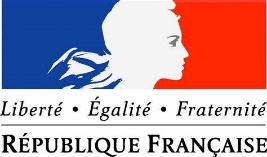 Liberté • Égalité • Fraternité
RÉPUBLIQUE FRANÇAISE